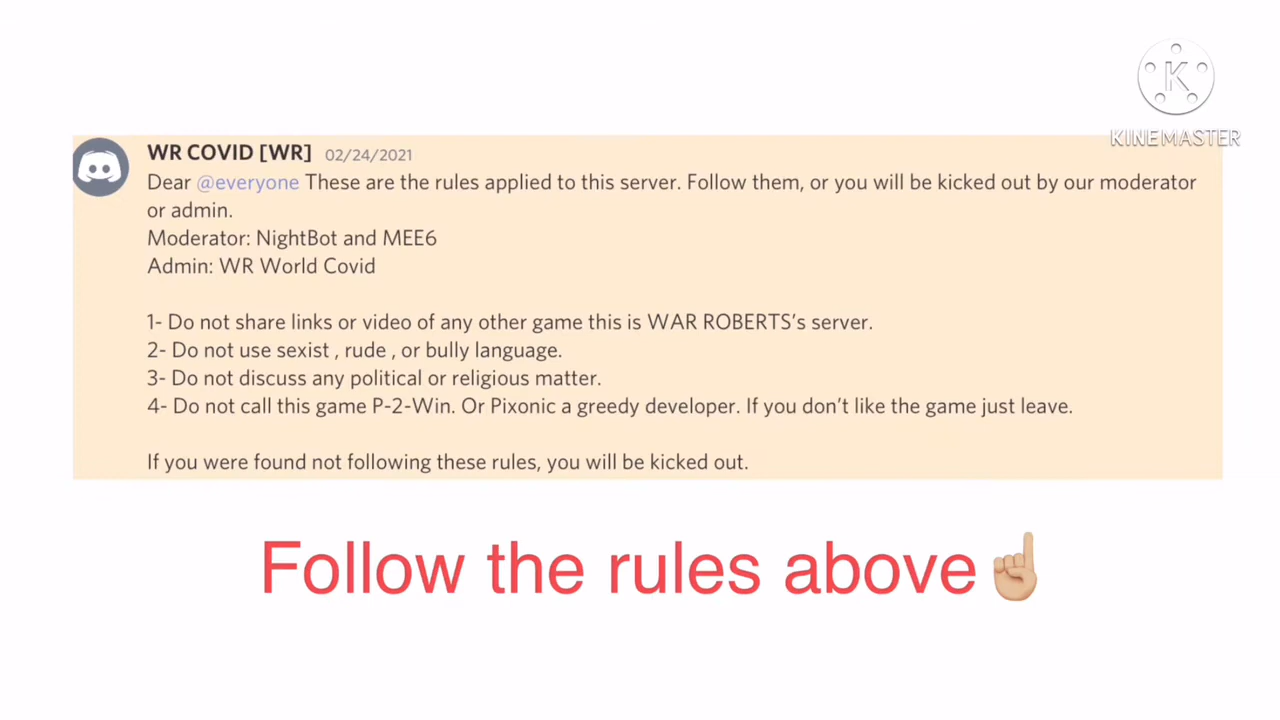 K
KINEMASTER
WR COVID [WR] 02/24/2021
Dear @everyone These are the rules applied to this server. Follow them, or you will be kicked out by our moderator
or admin.
Moderator: NightBot and MEE6
Admin: WR World Covid
1- Do not share links or video of any other game this is WAR ROBERTS's server.
2- Do not use sexist , rude , or bully language.
3- Do not discuss any political or religious matter.
4- Do not call this game P-2-Win. Or Pixonic a greedy developer. If you don't like the game just leave.
If you were found not following these rules, you will be kicked out.
Follow the rules above☝🏼